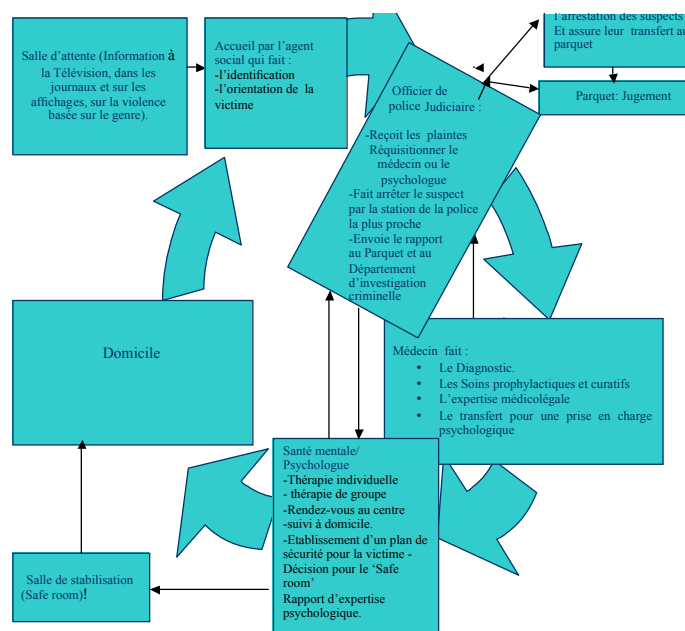 Salle d'attente (Information à
la Télévision, dans les
journaux et sur les
affichages, sur la violence
basée sur le genre).
Accueil par l'agent
social qui fait :
-l'identification
-l'orientation de la
victime
l'arrestation des suspects
Et assure leur transfert au
parquet
Parquet: Jugement
Officier de
police Judiciaire :
-Reçoit les plaintes
Réquisitionner le
médecin ou le
psychologue
-Fait arrêter le suspect
par la station de la police
la plus proche
-Envoie le rapport
au Parquet et au
Département
d'investigation
criminelle
Domicile
Médecin fait :
• Le Diagnostic.
• Les Soins prophylactiques et curatifs
• L'expertise médicolégale
• Le transfert pour une prise en charge
psychologique
Santé mentale/
Psychologue
-Thérapie individuelle
- thérapie de groupe
-Rendez-vous au centre
-suivi à domicile.
-Etablissement d'un plan de
sécurité pour la victime -
Décision pour le 'Safe
room'
Rapport d'expertise
psychologique.
Salle de stabilisation
(Safe room)!